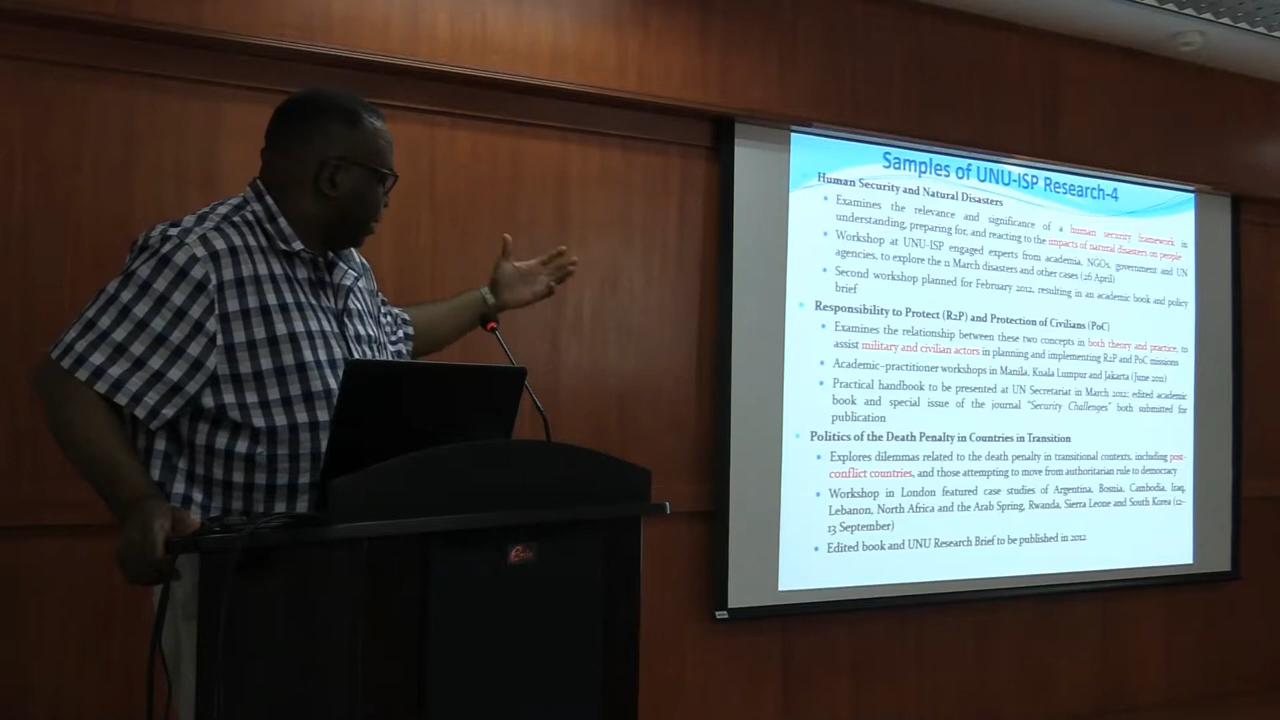 Samples of UNU-ISP Research-4
Human Security and Natural Disasters
Examines the relevance and significance of a human security framework in
understanding, preparing for, and reacting to the impacts of natural disasters on people
Workshop at UNU-ISP engaged experts from academia, NGOs, government and UN
agencies, to explore the 11 March disasters and other cases (26 April)
Second workshop planned for February 2012, resulting in an academic book and policy
brief
Responsibility to Protect (R2P) and Protection of Civilians (PoC)
Examines the relationship between these two concepts in both theory and practice, to
assist military and civilian actors in planning and implementing R2P and PoC missions
Academic-practitioner workshops in Manila, Kuala Lumpur and Jakarta (June 2011)
Practical handbook to be presented at UN Secretariat in March 2012; edited academic
book and special issue of the journal "Security Challenges" both submitted for
publication
Politics of the Death Penalty in Countries in Transition
Explores dilemmas related to the death penalty in transitional contexts, including post-
conflict countries, and those attempting to move from authoritarian rule to democracy
Workshop in London featured case studies of Argentina, Bosnia, Cambodia, Iraq,
Lebanon, North Africa and the Arab Spring, Rwanda, Sierra Leone and South Korea (12–
13 September)
Edited book and UNU Research Brief to be published in 2012